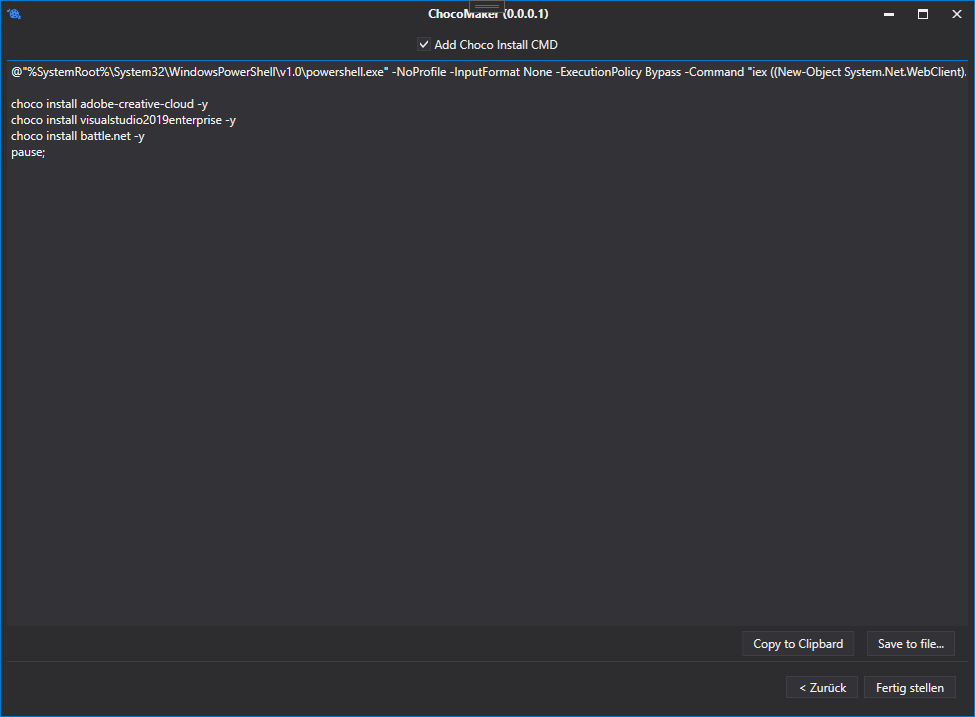 ChocoMaker (0.0.0.1)
Add Choco Install CMD
@"%SystemRoot%\System32\WindowsPowerShell\v1.0\powershell.exe" -NoProfile -InputFormat None -ExecutionPolicy Bypass -Command "iex ((New-Object System.Net.WebClient).
choco install adobe-creative-cloud -y
choco install visualstudio2019enterprise -y
choco install battle.net -y
pause;
Copy to Clipbard
Save to file...
< Zurück
Fertig stellen